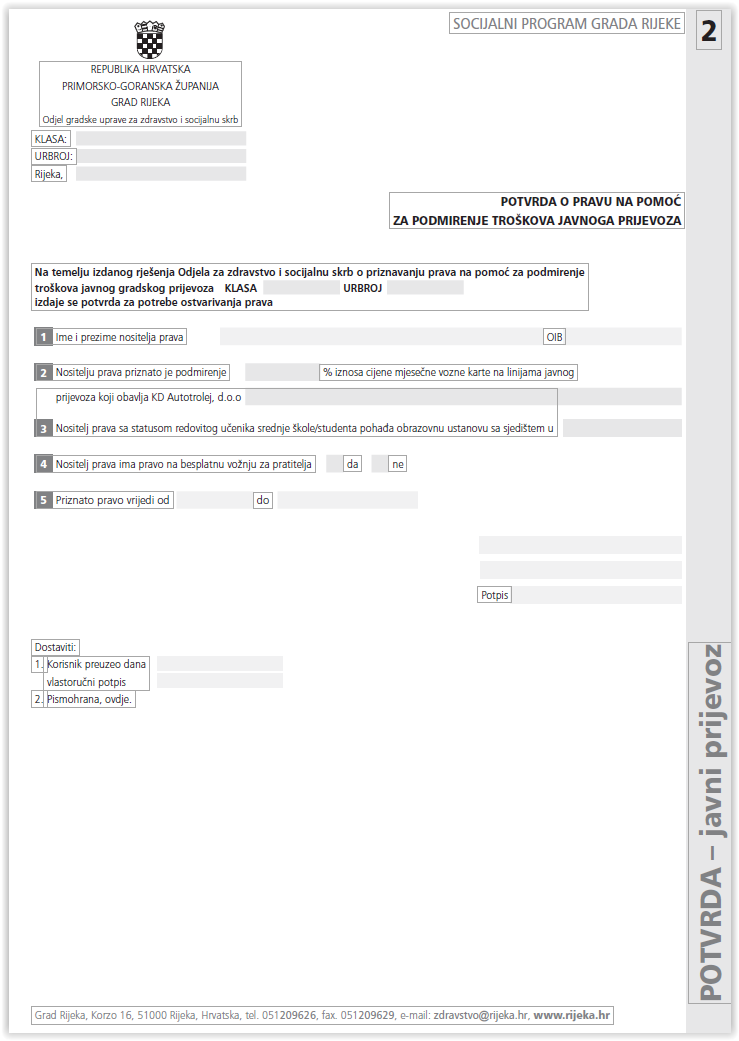 SOCIJALNI PROGRAM GRADA RIJEKE
2
REPUBLIKA HRVATSKA
PRIMORSKO-GORANSKA ŽUPANIJA
GRAD RIJEKA
Odjel gradske uprave za zdravstvo i socijalnu skrb
KLASA:
URBROJ:
Rijeka,
POTVRDA O PRAVU NA POMOĆ
ZA PODMIRENJE TROŠKOVA JAVNOGA PRIJEVOZA
Na temelju izdanog rješenja Odjela za zdravstvo i socijalnu skrb o priznavanju prava na pomoć za podmirenje
troškova javnog gradskog prijevoza KLASA URBROJ
izdaje se potvrda za potrebe ostvarivanja prava
1 Ime i prezime nositelja prava OIB
2 Nositelju prava priznato je podmirenje % iznosa cijene mjesečne vozne karte na linijama javnog
prijevoza koji obavlja KD Autotrolej, d.o.o
3 Nositelj prava sa statusom redovitog učenika srednje škole/studenta pohađa obrazovnu ustanovu sa sjedištem u
4 Nositelj prava ima pravo na besplatnu vožnju za pratitelja da ne
5 Priznato pravo vrijedi od do
Potpis
Dostaviti:
1. Korisnik preuzeo dana
vlastoručni potpis
2. Pismohrana, ovdje.
POTVRDA – javni prijevoz
Grad Rijeka, Korzo 16, 51000 Rijeka, Hrvatska, tel. 051209626, fax. 051209629, e-mail: zdravstvo@rijeka.hr, www.rijeka.hr